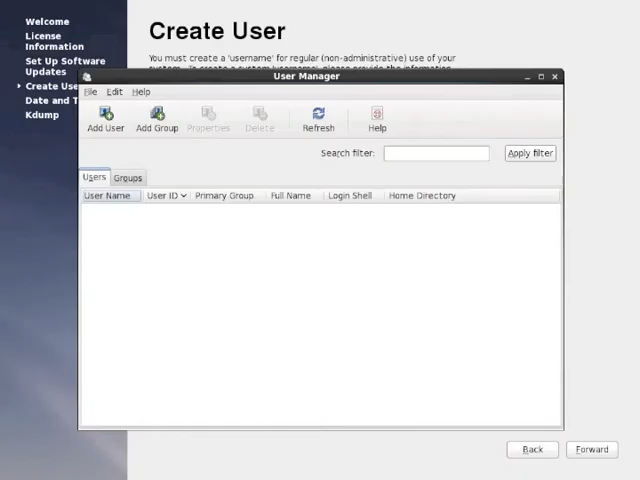 Welcome
License
Information
Set Up Software
Updates
Create Use
Date and T
Kdump
Create User
You must create a 'username' for regular (non-administrative) use of your
User Manager
File Edit Help
Add User Add Group Properties Delete Refresh Help
Search filter: Apply filter
Users Groups
User Name User ID Primary Group Full Name Login Shell Home Directory
Back Forward